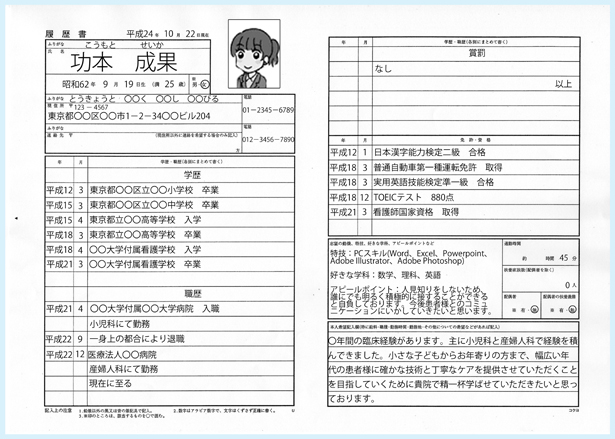 履 歴 書 平成24年 10月 22日現在
ふりがな こうもと せいか
氏 名
功本 成果
昭和62年 9月 19日生 (満 25歳) 男・女
ふりがな とうきょうと 〇〇く 〇〇し 〇〇びる
現住所 〒123 – 4567
東京都〇〇区〇〇市1−2−34〇〇ビル204
電話
01−2345−6789
ふりがな
連絡先 〒 (現住所以外に連絡を希望する場合のみ記入)
方
電話
012−3456−7890
年 月 学歴・職歴(各別にまとめて書く)
学歴
平成12 3 東京都〇〇区立〇〇小学校 卒業
平成15 3 東京都〇〇区立〇〇中学校 卒業
平成15 4 東京都立〇〇高等学校 入学
平成18 3 東京都立〇〇高等学校 卒業
平成18 4 〇〇大学付属看護学校 入学
平成21 3 〇〇大学付属看護学校 卒業
職歴
平成21 4 〇〇大学付属〇〇大学病院 入職
小児科にて勤務
平成22 9 一身上の都合により退職
平成22 12 医療法人〇〇病院
産婦人科にて勤務
現在に至る
記入上の注意 1.鉛筆以外の黒又は青の筆記具で記入。 2.数字はアラビア数字で、文字はくずさず正確に書く。
3.※印のところは、該当するものを〇で囲む。
年 月 学歴・職歴(各別にまとめて書く)
賞罰
なし
以上
年 月 免許・資格
平成12 1 日本漢字能力検定二級 合格
平成18 3 普通自動車第一種運転免許 取得
平成18 3 実用英語技能検定準一級 合格
平成18 12 TOEICテスト 880点
平成21 3 看護師国家資格 取得
志望の動機、特技、好きな学科、アピールポイントなど
特技：PCスキル(Word、Excel、Powerpoint、
Adobe Illustrator、Adobe Photoshop)
好きな学科：数学、理科、英語
アピールポイント：人見知りをしないため、
誰にでも明るく積極的に接することができる
と自負しております。今後患者様とのコミュ
ニケーションにいかしていきたいと思います。
通勤時間
約 時間 45分
扶養家族数(配偶者を除く)
0人
配偶者 配偶者の扶養義務
※ 有・無 ※ 有・無
本人希望記入欄(特に給料・職種・勤務時間・勤務地・その他についての希望などがあれば記入)
〇年間の臨床経験があります。主に小児科と産婦人科で経験を積
んできました。小さな子どもからお年寄りの方まで、幅広い年
代の患者様に確かな技術と丁寧なケアを提供させていただくこと
を目指していくために貴院で精一杯学ばせていただきたいと思っ
ております。